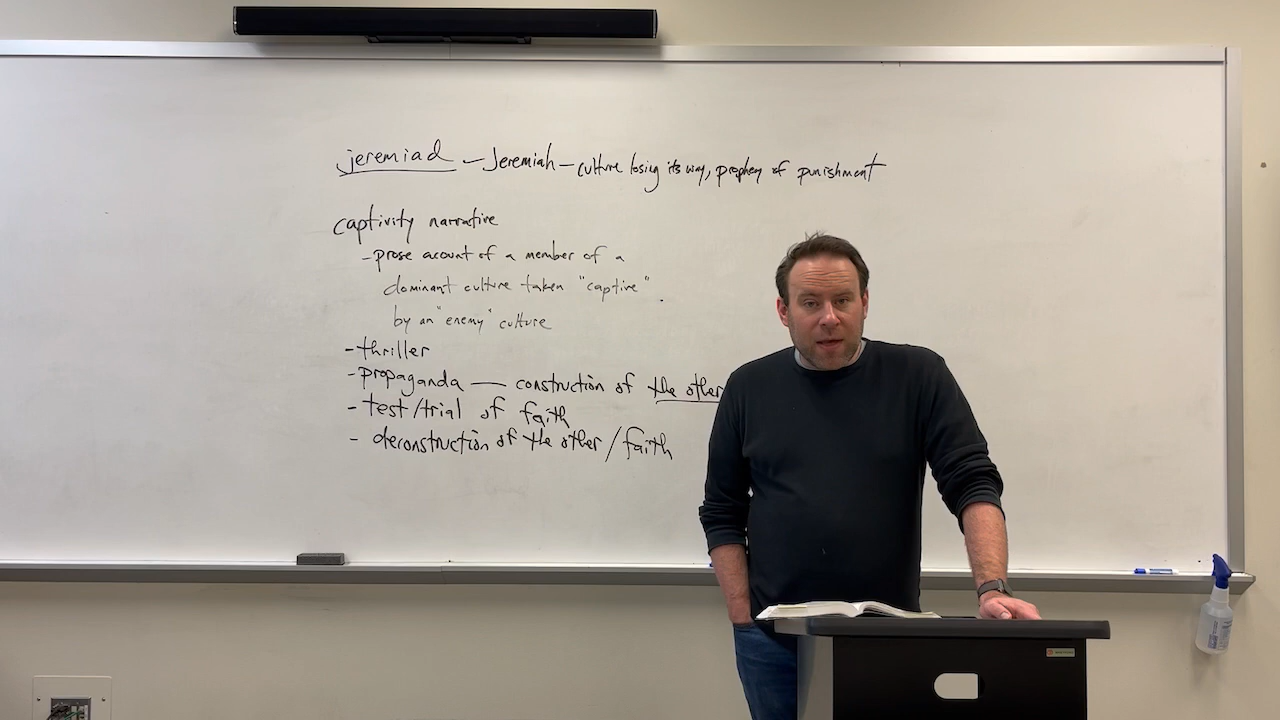 jeremiad - Jeremiah - culture losing its way, prophecy of punishment
captivity narrative
- prose account of a member of a
dominant culture taken "captive"
by an "enemy" culture
- thriller
- propaganda — construction of the other
- test/trial of faith
- deconstruction of the other / faith